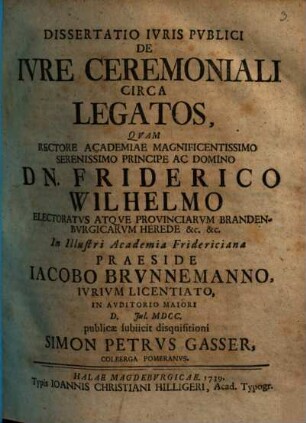 DISSERTATIO IVRIS PVBLICI
DE
IVRE CEREMONIALI
CIRCA
LEGATOS,
QVAM
RECTORE ACADEMIAE MAGNIFICENTISSIMO
SERENISSIMO PRINCIPE AC DOMINO
DN. FRIDERICO
WILHELMO
ELECTORATVS ATQVE PROVINCIARVM BRANDEN-
BVRGICARVM HEREDE &c. &c.
In Illustri Academia Fridericiana
PRAESIDE
IACOBO BRVNNEMANNO,
IVRIVM LICENTIATO,
IN AVDITORIO MAIORI
D. Jul. MDCC.
publicæ subiicit disquisitioni
SIMON PETRVS GASSER,
COLBERGA POMERANVS.
HALAE MAGDEBVRGICAE, 1739.
Typis IOANNIS CHRISTIANI HILLIGERI, Acad. Typogr.